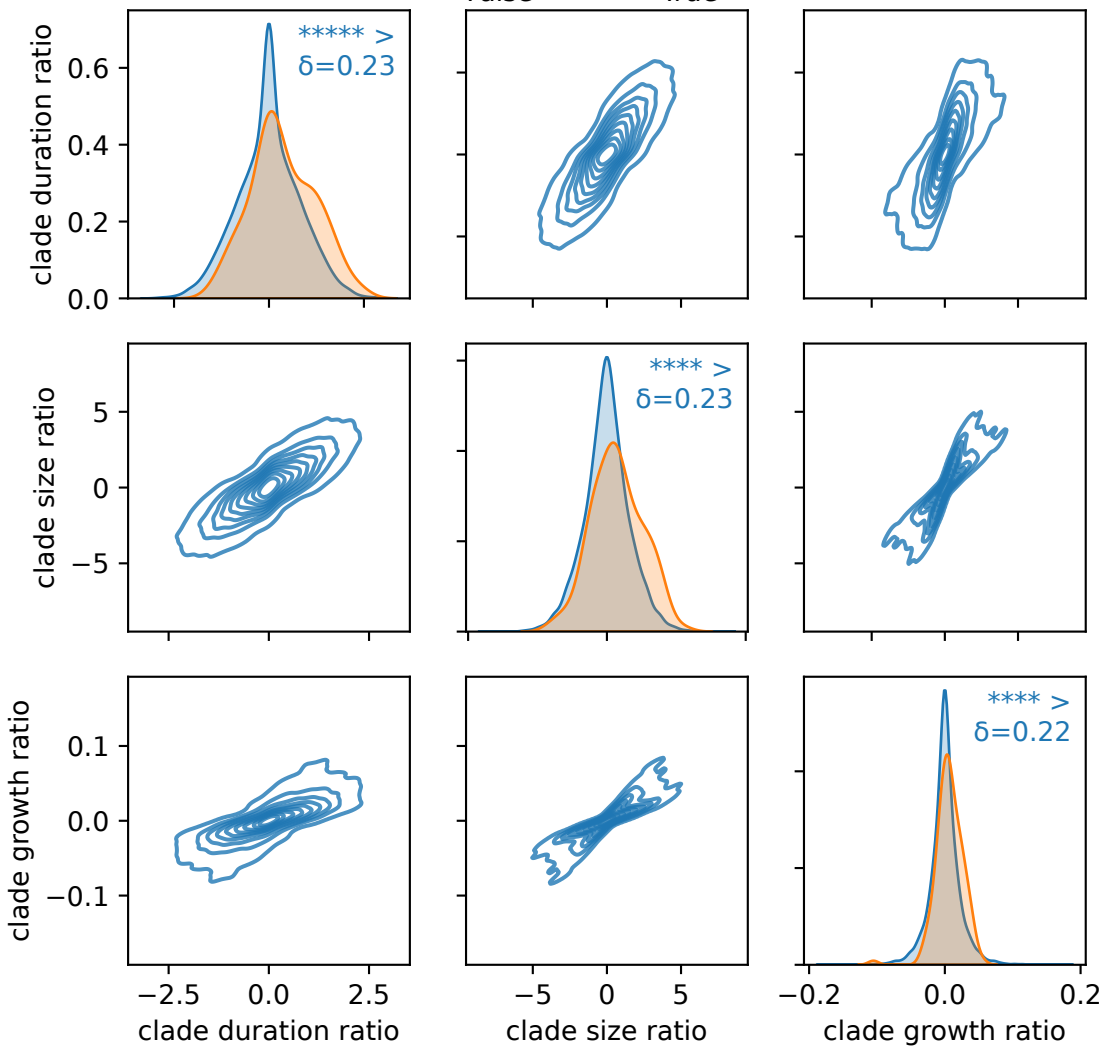 clade duration ratio
0.6
0.4
0.2
0.0
***** >
δ=0.23
clade size ratio
5
0
−5
**** >
δ=0.23
clade growth ratio
0.1
0.0
−0.1
**** >
δ=0.22
−2.5 0.0 2.5
clade duration ratio
−5 0 5
clade size ratio
−0.2 0.0 0.2
clade growth ratio